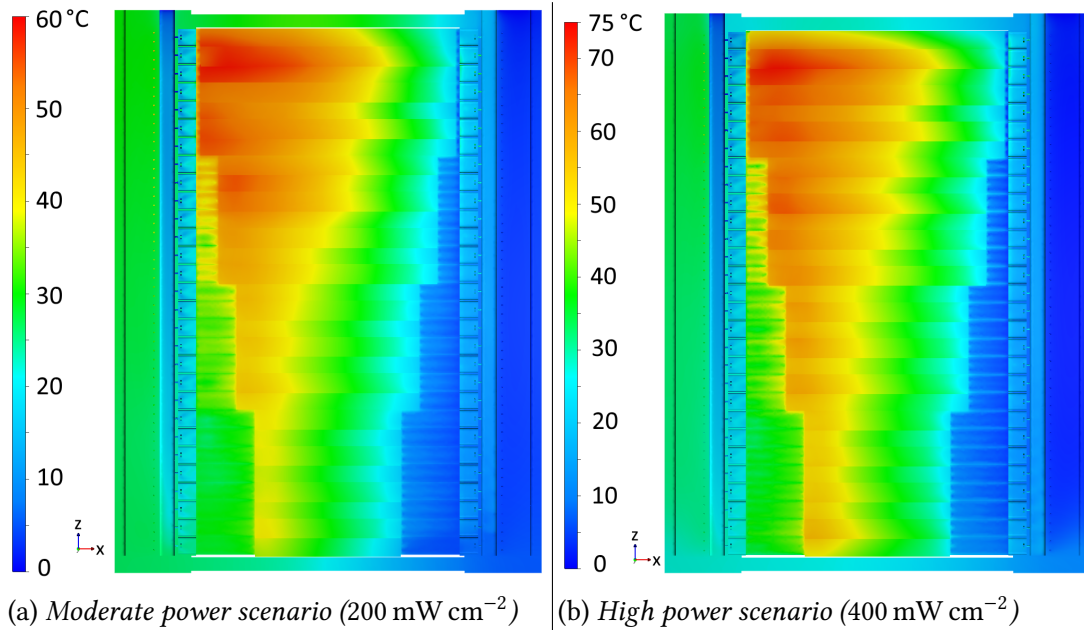 60 °C
50
40
30
20
10
0
z
x
75 °C
70
60
50
40
30
20
10
0
z
x
(a) Moderate power scenario (200 mW cm⁻²)
(b) High power scenario (400 mW cm⁻²)